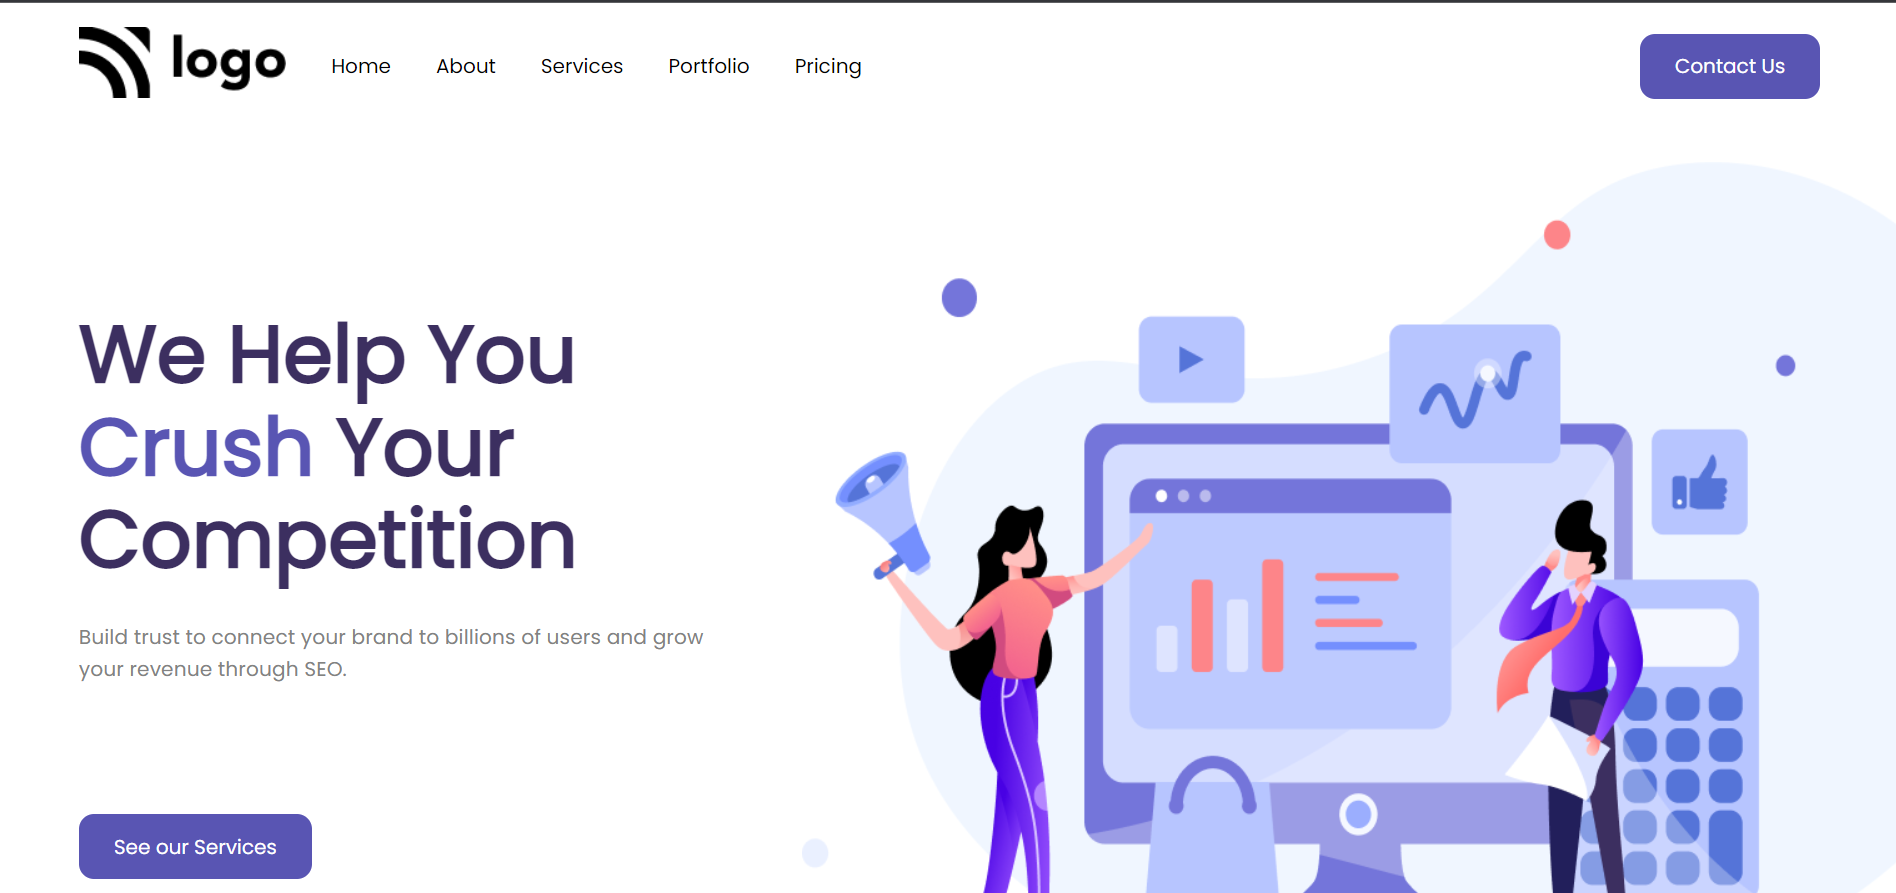 logo
Home About Services Portfolio Pricing
Contact Us
We Help You
Crush Your
Competition
Build trust to connect your brand to billions of users and grow
your revenue through SEO.
See our Services